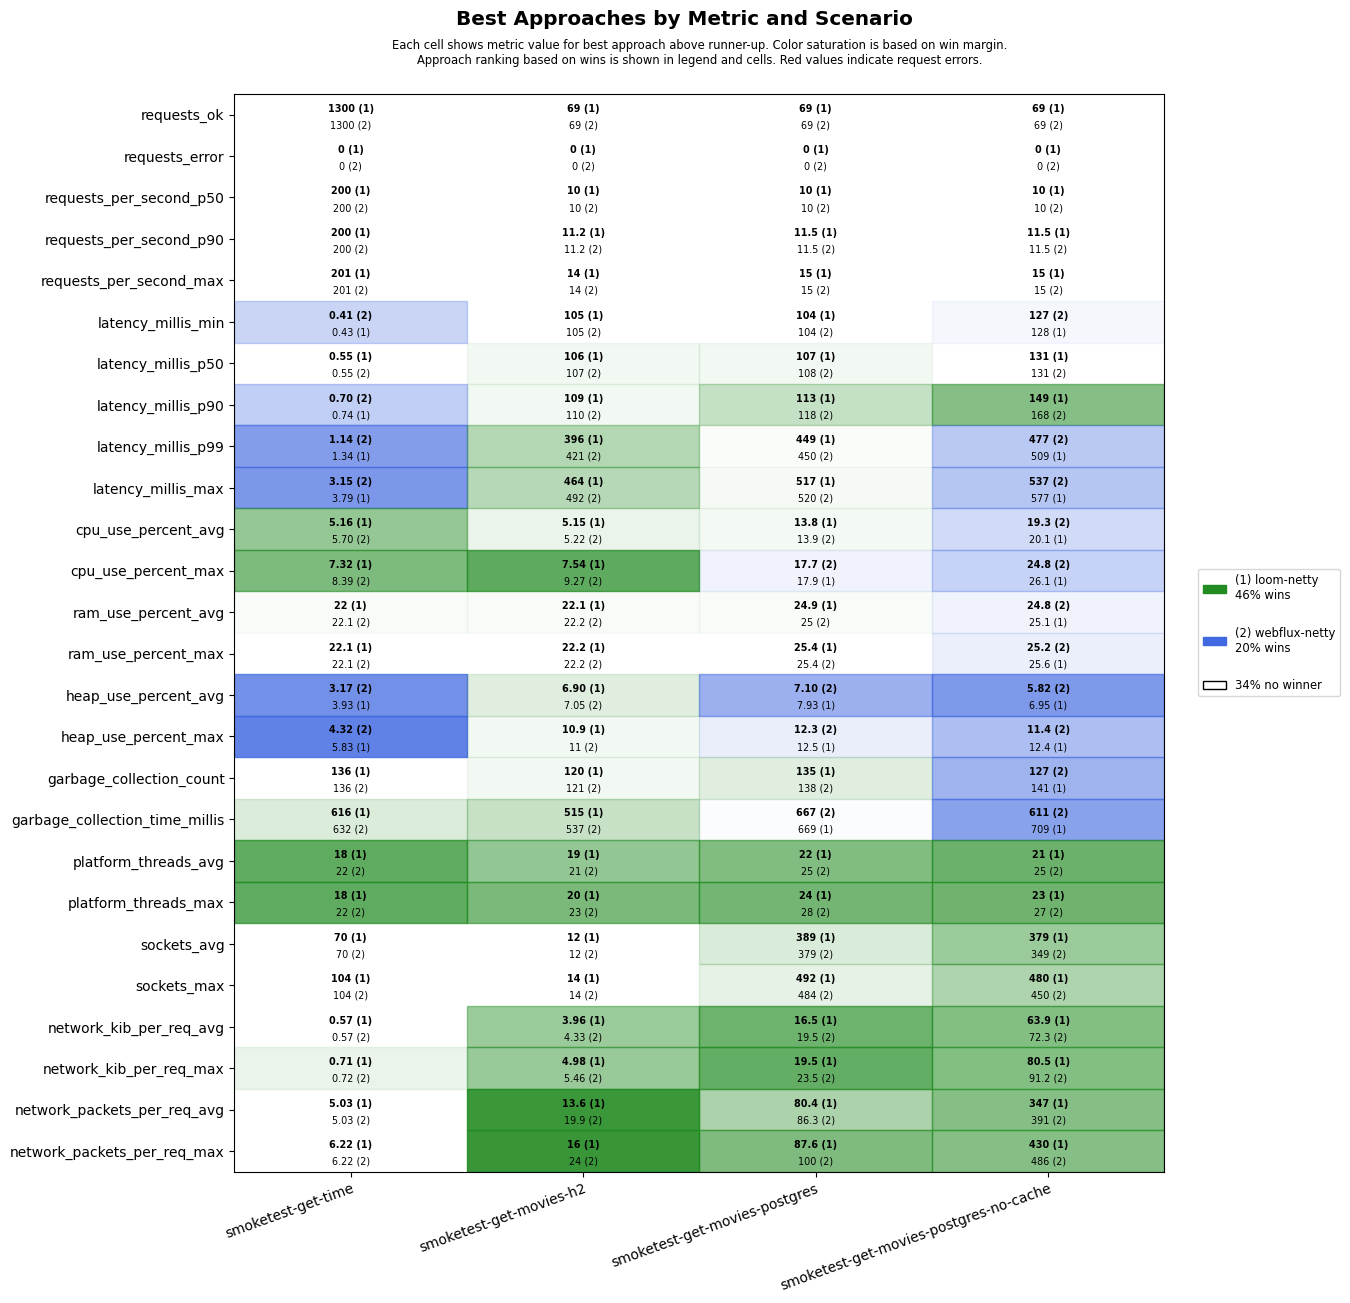 Best Approaches by Metric and Scenario
Each cell shows metric value for best approach above runner-up. Color saturation is based on win margin.
Approach ranking based on wins is shown in legend and cells. Red values indicate request errors.
requests_ok
1300 (1) 69 (1) 69 (1) 69 (1)
1300 (2) 69 (2) 69 (2) 69 (2)
requests_error
0 (1) 0 (1) 0 (1) 0 (1)
0 (2) 0 (2) 0 (2) 0 (2)
requests_per_second_p50
200 (1) 10 (1) 10 (1) 10 (1)
200 (2) 10 (2) 10 (2) 10 (2)
requests_per_second_p90
200 (1) 11.2 (1) 11.5 (1) 11.5 (1)
200 (2) 11.2 (2) 11.5 (2) 11.5 (2)
requests_per_second_max
201 (1) 14 (1) 15 (1) 15 (1)
201 (2) 14 (2) 15 (2) 15 (2)
latency_millis_min
0.41 (2) 105 (1) 104 (1) 127 (2)
0.43 (1) 105 (2) 104 (2) 128 (1)
latency_millis_p50
0.55 (1) 106 (1) 107 (1) 131 (1)
0.55 (2) 107 (2) 108 (2) 131 (2)
latency_millis_p90
0.70 (2) 109 (1) 113 (1) 149 (1)
0.74 (1) 110 (2) 118 (2) 168 (2)
latency_millis_p99
1.14 (2) 396 (1) 449 (1) 477 (2)
1.34 (1) 421 (2) 450 (2) 509 (1)
latency_millis_max
3.15 (2) 464 (1) 517 (1) 537 (2)
3.79 (1) 492 (2) 520 (2) 577 (1)
cpu_use_percent_avg
5.16 (1) 5.15 (1) 13.8 (1) 19.3 (2)
5.70 (2) 5.22 (2) 13.9 (2) 20.1 (1)
cpu_use_percent_max
7.32 (1) 7.54 (1) 17.7 (2) 24.8 (2)
8.39 (2) 9.27 (2) 17.9 (1) 26.1 (1)
ram_use_percent_avg
22 (1) 22.1 (1) 24.9 (1) 24.8 (2)
22.1 (2) 22.2 (2) 25 (2) 25.1 (1)
ram_use_percent_max
22.1 (1) 22.2 (1) 25.4 (1) 25.2 (2)
22.1 (2) 22.2 (2) 25.4 (2) 25.6 (1)
heap_use_percent_avg
3.17 (2) 6.90 (1) 7.10 (2) 5.82 (2)
3.93 (1) 7.05 (2) 7.93 (1) 6.95 (1)
heap_use_percent_max
4.32 (2) 10.9 (1) 12.3 (2) 11.4 (2)
5.83 (1) 11 (2) 12.5 (1) 12.4 (1)
garbage_collection_count
136 (1) 120 (1) 135 (1) 127 (2)
136 (2) 121 (2) 138 (2) 141 (1)
garbage_collection_time_millis
616 (1) 515 (1) 667 (2) 611 (2)
632 (2) 537 (2) 669 (1) 709 (1)
platform_threads_avg
18 (1) 19 (1) 22 (1) 21 (1)
22 (2) 21 (2) 25 (2) 25 (2)
platform_threads_max
18 (1) 20 (1) 24 (1) 23 (1)
22 (2) 23 (2) 28 (2) 27 (2)
sockets_avg
70 (1) 12 (1) 389 (1) 379 (1)
70 (2) 12 (2) 379 (2) 349 (2)
sockets_max
104 (1) 14 (1) 492 (1) 480 (1)
104 (2) 14 (2) 484 (2) 450 (2)
network_kib_per_req_avg
0.57 (1) 3.96 (1) 16.5 (1) 63.9 (1)
0.57 (2) 4.33 (2) 19.5 (2) 72.3 (2)
network_kib_per_req_max
0.71 (1) 4.98 (1) 19.5 (1) 80.5 (1)
0.72 (2) 5.46 (2) 23.5 (2) 91.2 (2)
network_packets_per_req_avg
5.03 (1) 13.6 (1) 80.4 (1) 347 (1)
5.03 (2) 19.9 (2) 86.3 (2) 391 (2)
network_packets_per_req_max
6.22 (1) 16 (1) 87.6 (1) 430 (1)
6.22 (2) 24 (2) 100 (2) 486 (2)
smoketest-get-time
smoketest-get-movies-h2
smoketest-get-movies-postgres
smoketest-get-movies-postgres-no-cache
(1) loom-netty
46% wins
(2) webflux-netty
20% wins
34% no winner